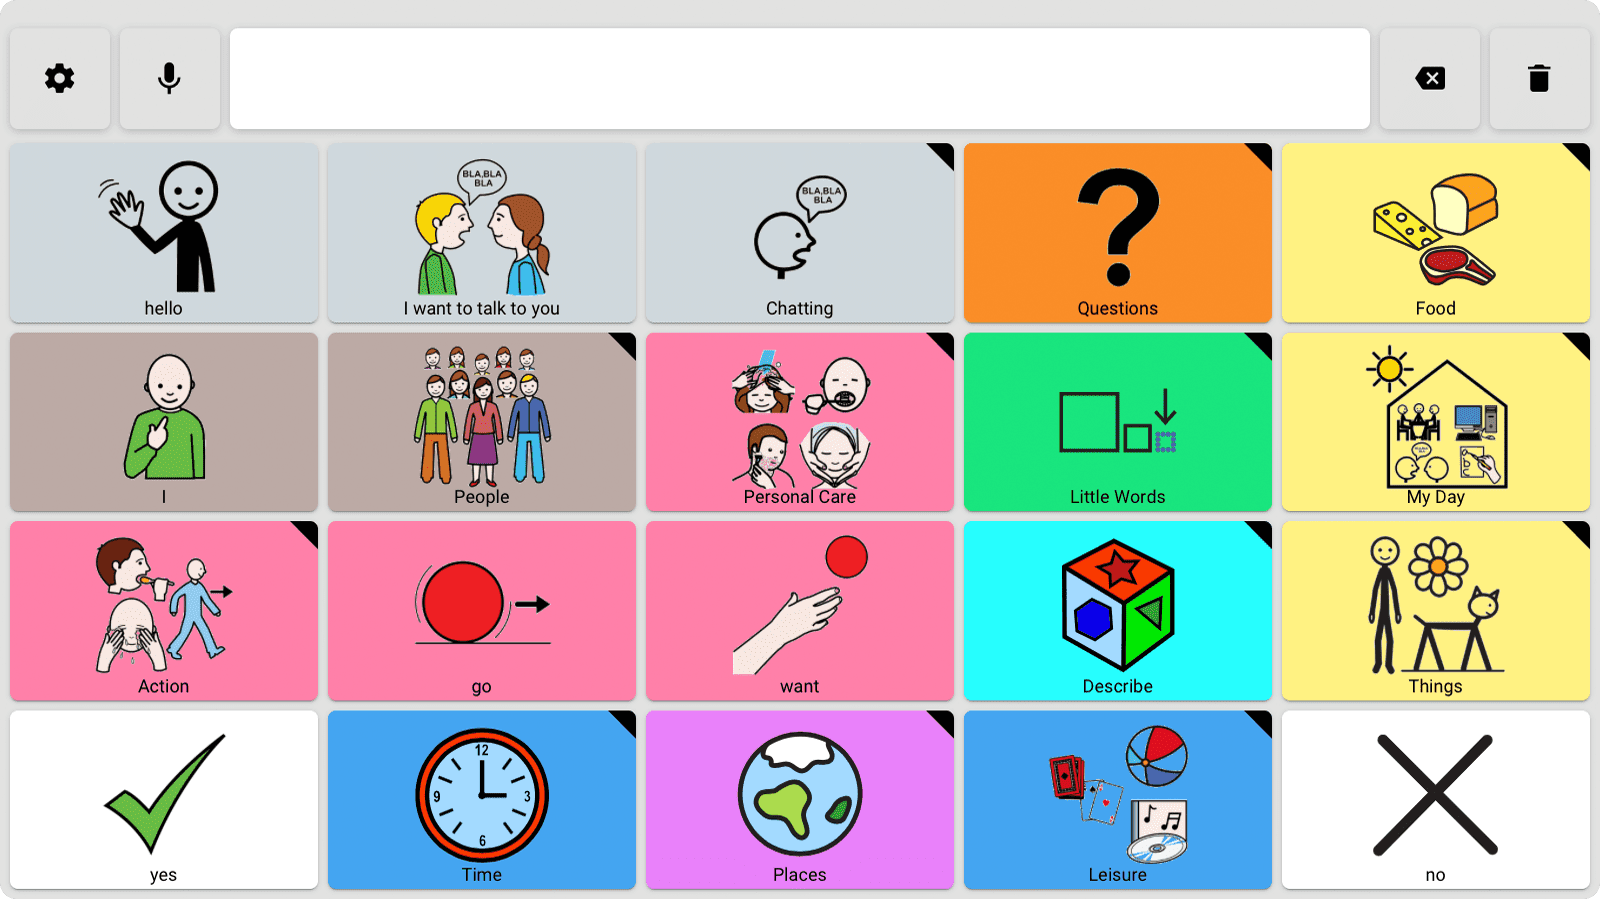 BLA,BLA
BLA
BLA,BLA
BLA
hello
I want to talk to you
Chatting
Questions
Food
I
People
Personal Care
Little Words
My Day
Action
go
want
Describe
Things
12
9
3
6
yes
Time
Places
Leisure
no